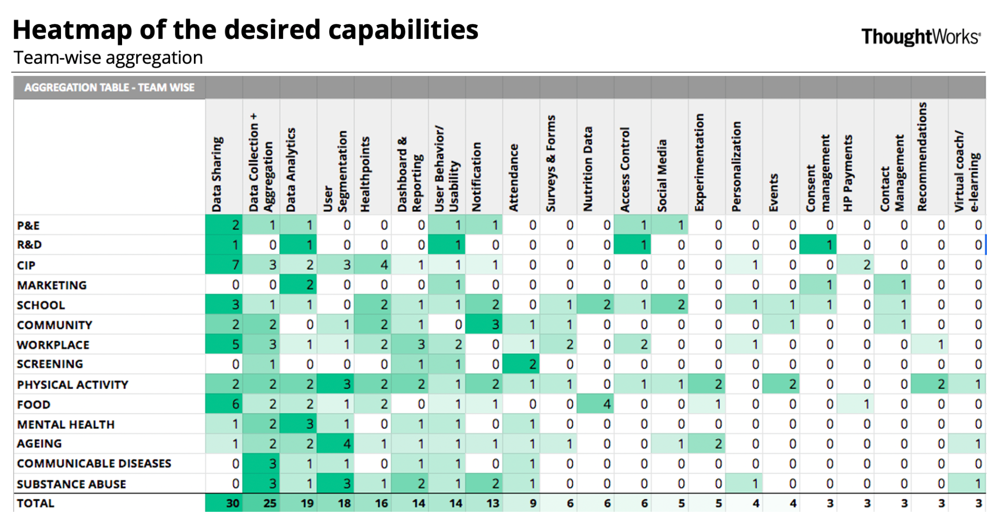 Heatmap of the desired capabilities
Team-wise aggregation
ThoughtWorks®
AGGREGATION TABLE - TEAM WISE
Data Sharing
Data Collection +
Aggregation
Data Analytics
User
Segmentation
Healthpoints
Dashboard &
Reporting
User Behavior/
Usability
Notification
Attendance
Surveys & Forms
Nutrition Data
Access Control
Social Media
Experimentation
Personalization
Events
Consent
management
HP Payments
Contact
Management
Recommendations
Virtual coach/
e-learning
P&E 2 1 1 0 0 0 1 1 0 0 0 1 1 0 0 0 0 0 0 0 0
R&D 1 0 1 0 0 0 1 0 0 0 0 1 0 0 0 0 1 0 0 0 0
CIP 7 3 2 3 4 1 1 1 0 0 0 0 0 0 1 0 0 2 0 0 0
MARKETING 0 0 2 0 0 0 1 0 0 0 0 0 0 0 0 0 1 0 1 0 0
SCHOOL 3 1 1 0 2 1 1 2 0 1 2 1 2 0 1 1 1 0 1 0 0
COMMUNITY 2 2 0 1 2 1 0 3 1 1 0 0 0 0 0 1 0 0 1 0 0
WORKPLACE 5 3 1 1 2 3 2 0 1 2 0 2 0 0 1 0 0 0 0 1 0
SCREENING 0 1 0 0 0 1 1 0 2 0 0 0 0 0 0 0 0 0 0 0 0
PHYSICAL ACTIVITY 2 2 2 3 2 2 1 2 1 1 0 1 1 2 0 2 0 0 0 2 1
FOOD 6 2 2 1 2 0 1 1 0 0 4 0 0 1 0 0 0 1 0 0 0
MENTAL HEALTH 1 2 3 1 0 1 1 0 1 0 0 0 0 0 0 0 0 0 0 0 0
AGEING 1 2 2 4 1 1 1 1 1 1 0 0 1 2 0 0 0 0 0 0 1
COMMUNICABLE DISEASES 0 3 1 1 0 1 1 0 1 0 0 0 0 0 0 0 0 0 0 0 0
SUBSTANCE ABUSE 0 3 1 3 1 2 1 2 1 0 0 0 0 0 1 0 0 0 0 0 1
TOTAL 30 25 19 18 16 14 14 13 9 6 6 6 5 5 4 4 3 3 3 3 3